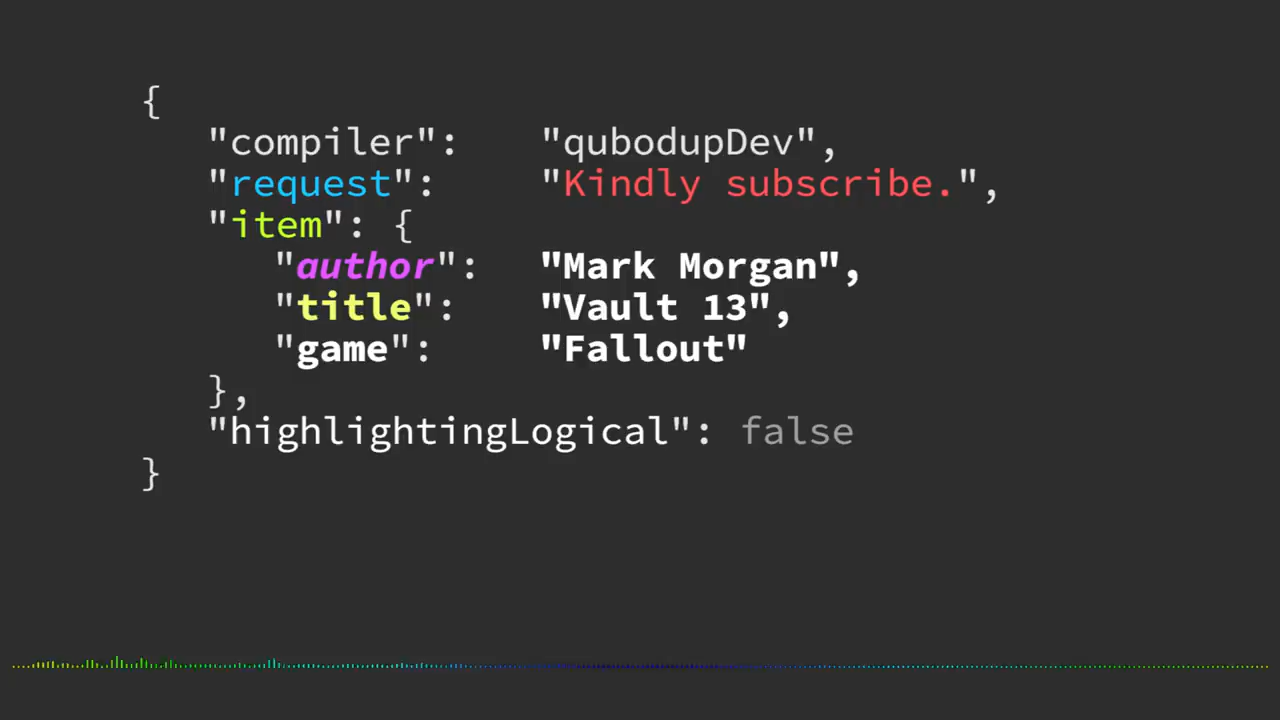 {
"compiler": "qubodupDev",
"request": "Kindly subscribe.",
"item": {
"author": "Mark Morgan",
"title": "Vault 13",
"game": "Fallout"
},
"highlightingLogical": false
}